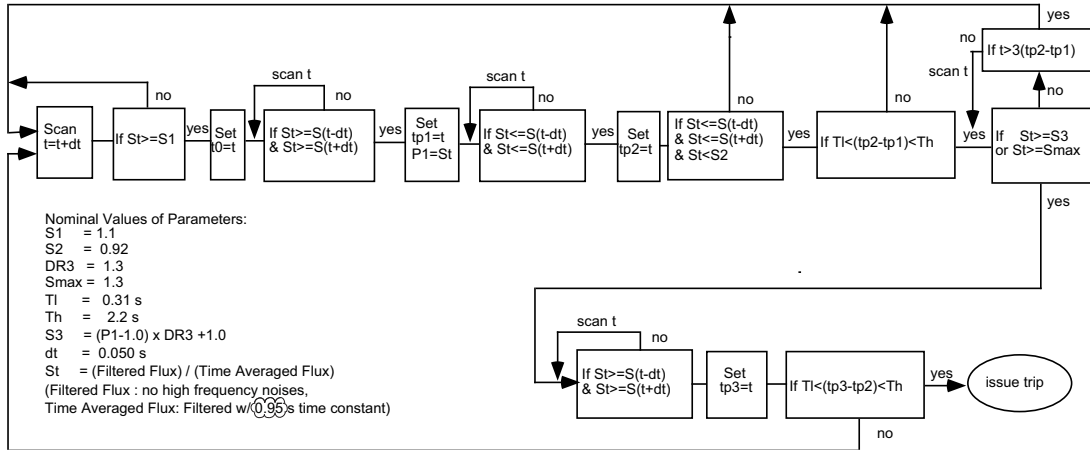 yes
no
If t>3(tp2-tp1)
scan t
scan t
scan t
no
no
no
no
no
Scan
t=t+dt
If St>=S1
yes
Set
t0=t
If St>=S(t-dt)
& St>=S(t+dt)
yes
Set
tp1=t
P1=St
If St<=S(t-dt)
& St<=S(t+dt)
yes
Set
tp2=t
If St<=S(t-dt)
& St<=S(t+dt)
& St<S2
yes
If Tl<(tp2-tp1)<Th
yes
If St>=S3
or St>=Smax
no
yes
Nominal Values of Parameters:
S1 = 1.1
S2 = 0.92
DR3 = 1.3
Smax = 1.3
Tl = 0.31 s
Th = 2.2 s
S3 = (P1-1.0) x DR3 +1.0
dt = 0.050 s
St = (Filtered Flux) / (Time Averaged Flux)
(Filtered Flux : no high frequency noises,
Time Averaged Flux: Filtered w/0.95s time constant)
scan t
no
If St>=S(t-dt)
& St>=S(t+dt)
Set
tp3=t
If Tl<(tp3-tp2)<Th
yes
issue trip
no